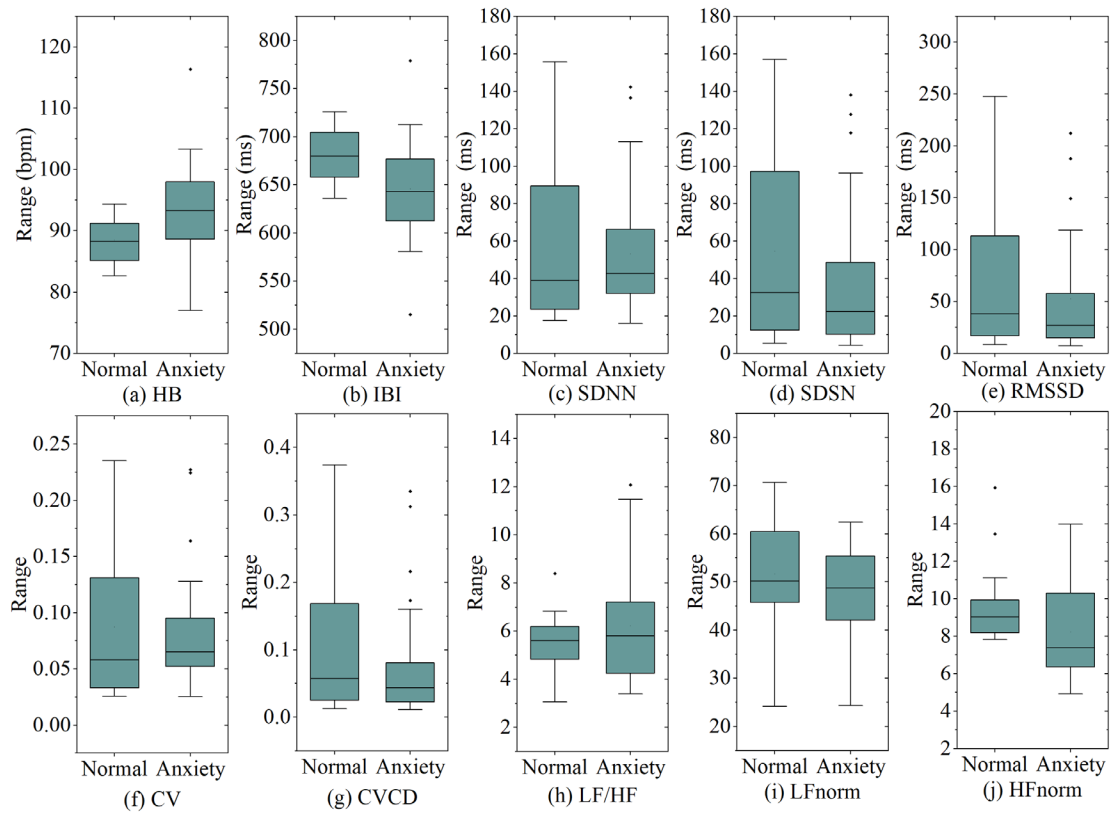 Range (bpm)
125
120
110
100
90
80
70
Normal Anxiety
(a) HB
Range (ms)
800
750
700
650
600
550
500
Normal Anxiety
(b) IBI
Range (ms)
180
160
140
120
100
80
60
40
20
0
Normal Anxiety
(c) SDNN
Range (ms)
180
160
140
120
100
80
60
40
20
0
Normal Anxiety
(d) SDSN
Range (ms)
300
250
200
150
100
50
0
Normal Anxiety
(e) RMSSD
Range
0.25
0.20
0.15
0.10
0.05
0.00
Normal Anxiety
(f) CV
Range
0.4
0.3
0.2
0.1
0.0
Normal Anxiety
(g) CVCD
Range
14
12
10
8
6
4
2
Normal Anxiety
(h) LF/HF
Range
80
70
60
50
40
30
20
Normal Anxiety
(i) LFnorm
Range
20
18
16
14
12
10
8
6
4
2
Normal Anxiety
(j) HFnorm